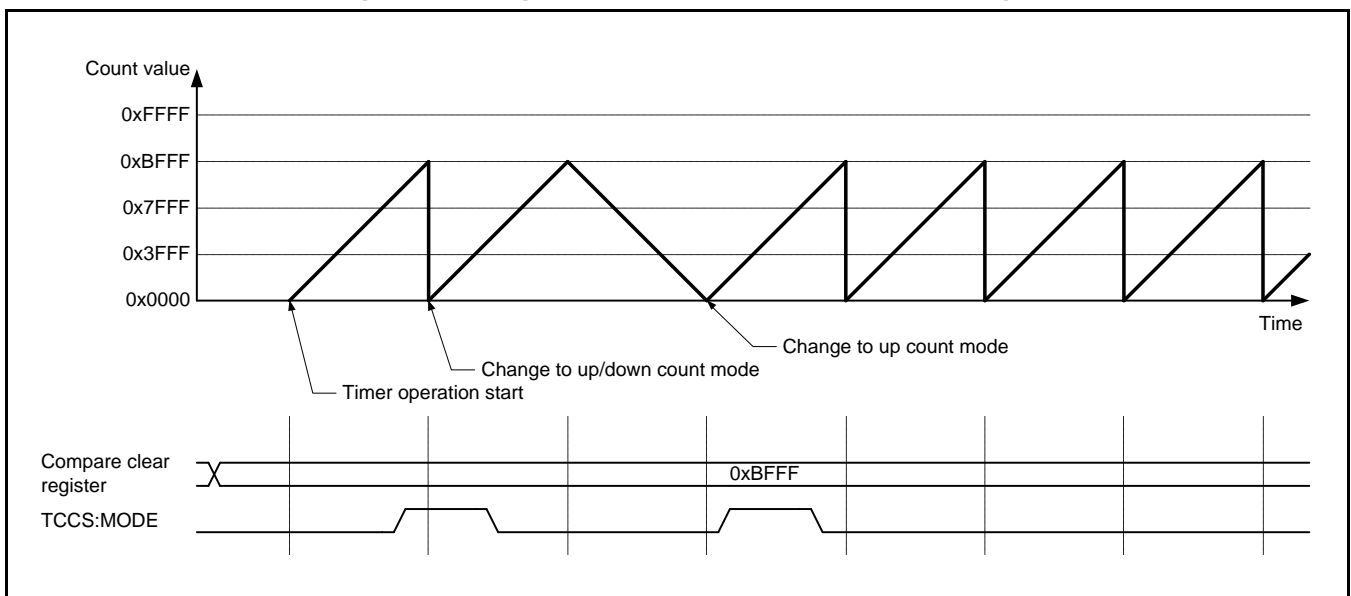 Count value
0xFFFF
0xBFFF
0x7FFF
0x3FFF
0x0000
Time
Change to up count mode
Change to up/down count mode
Timer operation start
Compare clear
register
0xBFFF
TCCS:MODE